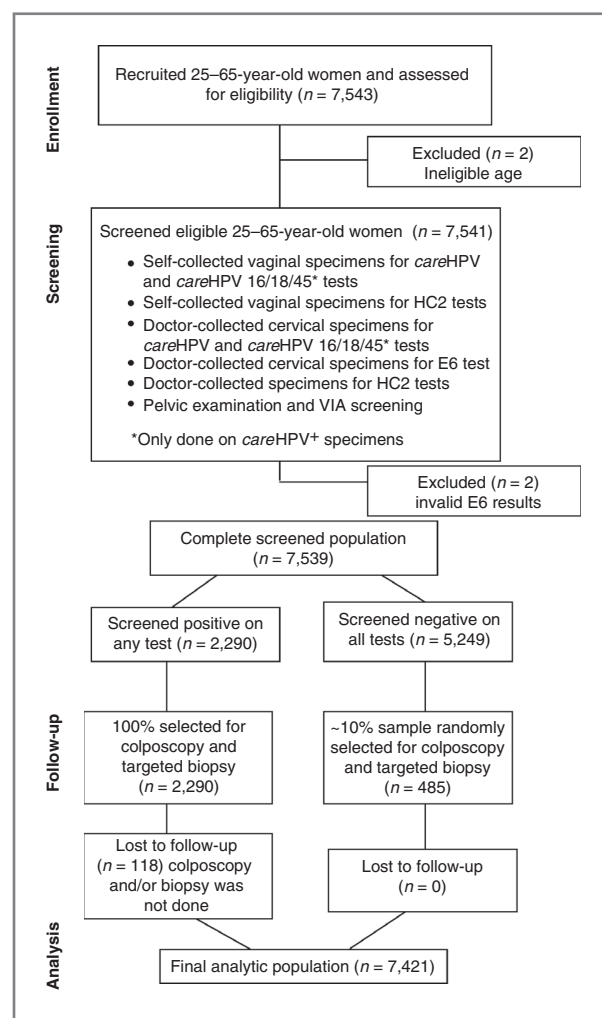 Enrollment
Recruited 25–65-year-old women and assessed
for eligibility (n = 7,543)
Excluded (n = 2)
Ineligible age
Screening
Screened eligible 25–65-year-old women (n = 7,541)
• Self-collected vaginal specimens for careHPV
and careHPV 16/18/45* tests
• Self-collected vaginal specimens for HC2 tests
• Doctor-collected cervical specimens for
careHPV and careHPV 16/18/45* tests
• Doctor-collected cervical specimens for E6 test
• Doctor-collected specimens for HC2 tests
• Pelvic examination and VIA screening
*Only done on careHPV+ specimens
Excluded (n = 2)
invalid E6 results
Complete screened population
(n = 7,539)
Screened positive on
any test (n = 2,290)
Screened negative on
all tests (n = 5,249)
Follow-up
100% selected for
colposcopy and
targeted biopsy
(n = 2,290)
~10% sample randomly
selected for colposcopy
and targeted biopsy
(n = 485)
Lost to follow-up
(n = 118) colposcopy
and/or biopsy was
not done
Lost to follow-up
(n = 0)
Analysis
Final analytic population (n = 7,421)